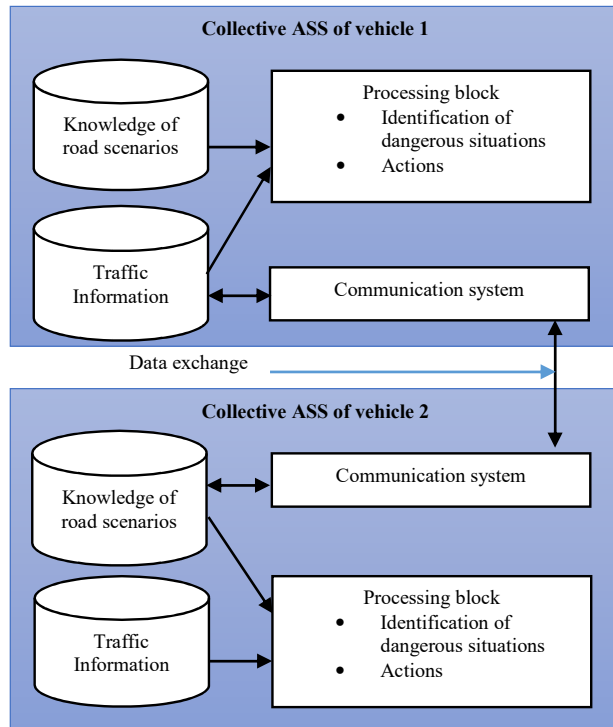 Collective ASS of vehicle 1
Knowledge of
road scenarios
Processing block
• Identification of
dangerous situations
• Actions
Traffic
Information
Communication system
Data exchange
Collective ASS of vehicle 2
Knowledge of
road scenarios
Communication system
Traffic
Information
Processing block
• Identification of
dangerous situations
• Actions